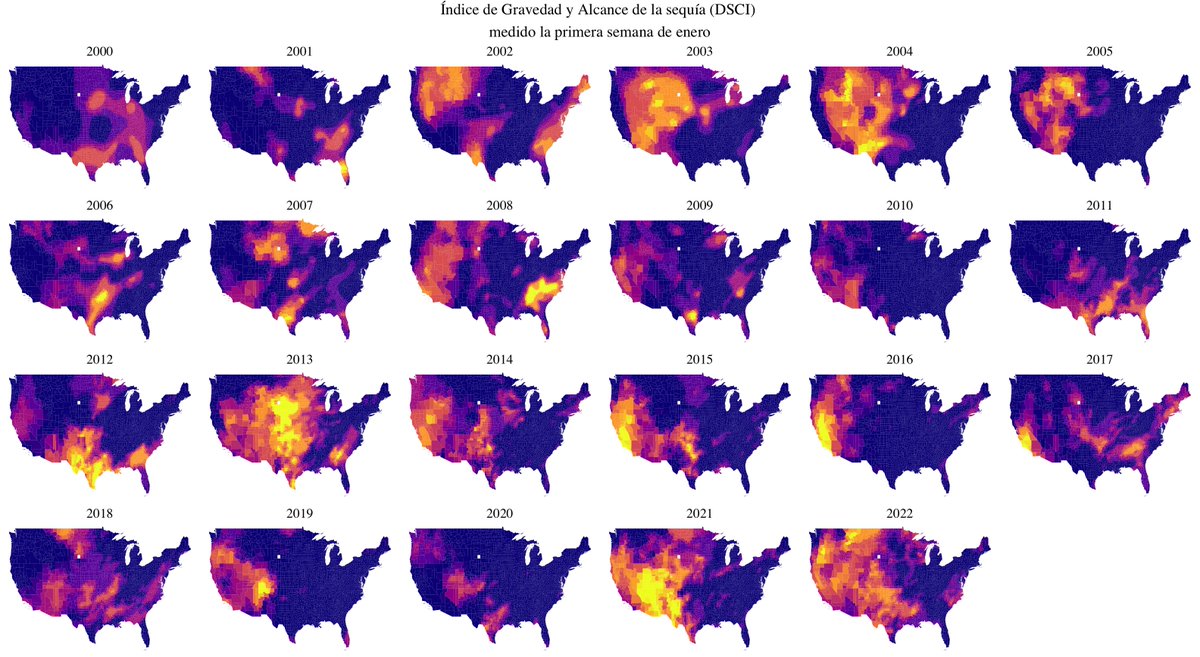 Índice de Gravedad y Alcance de la sequía (DSCI)
medido la primera semana de enero
2000 2001 2002 2003 2004 2005
2006 2007 2008 2009 2010 2011
2012 2013 2014 2015 2016 2017
2018 2019 2020 2021 2022